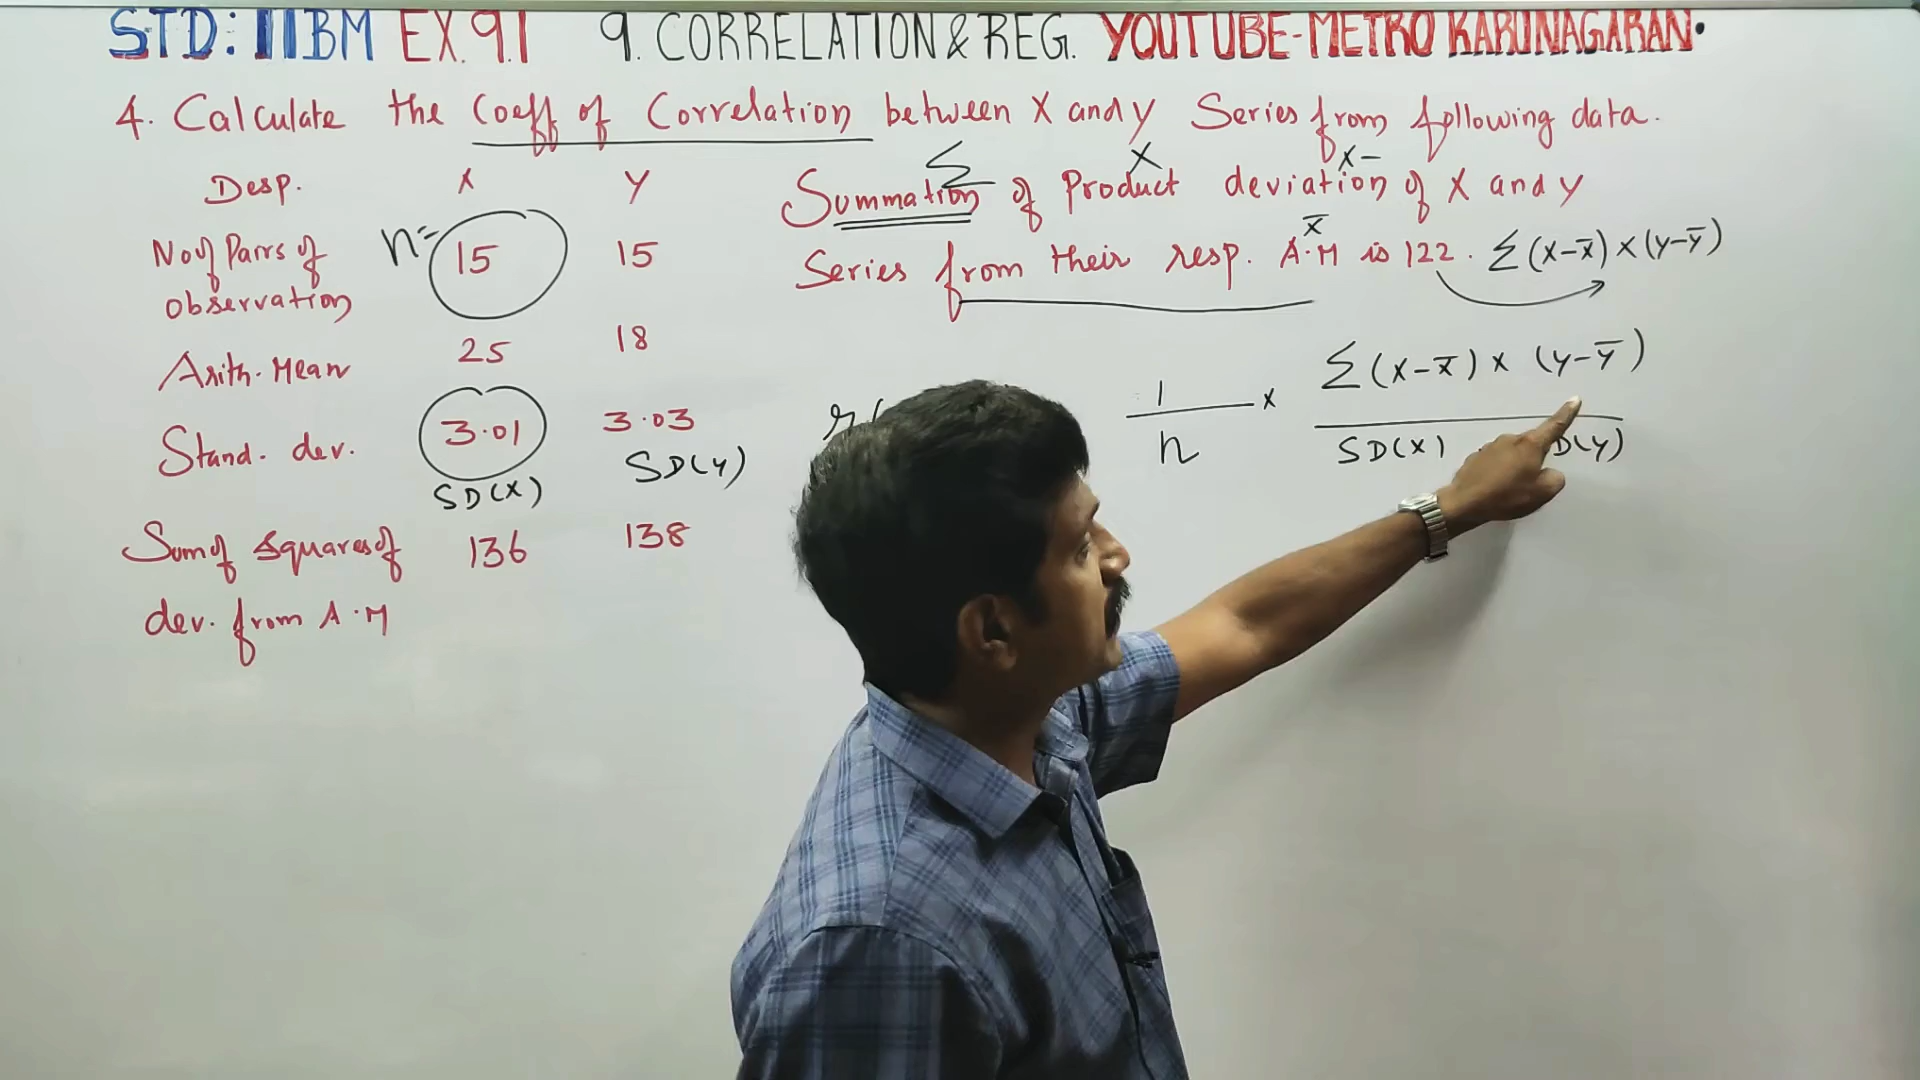 STD: 11BM EX.9.1 9. CORRELATION & REG. YOUTUBE-METRO KARUNAGARAN.
4. Calculate the Coeff of Correlation between X and Y Series from following data.
Desp. X Y
No of Pairs of observation n= 15 15
Arith. Mean 25 18
Stand. dev. 3.01 3.03
SD(X) SD(Y)
Sum of Squares of dev. from A.M 136 138
Σ X X-
Summation of Product deviation of X and Y
X̅
Series from their resp. A.M is 122. Σ(X-X̅)×(Y-Y̅)
1/n × Σ(X-X̅)×(Y-Y̅)
SD(X) . D(Y)